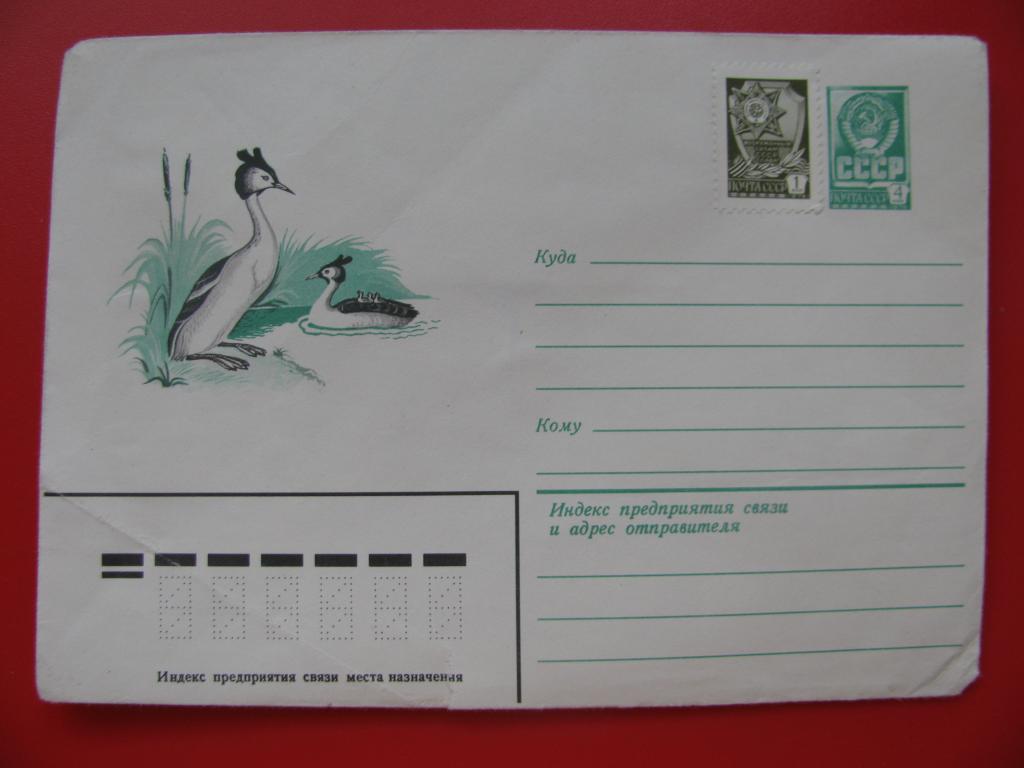 ПОЧТА СССР 1
СССР
ПОЧТА СССР 4
Куда
Кому
Индекс предприятия связи
и адрес отправителя
Индекс предприятия связи места назначения